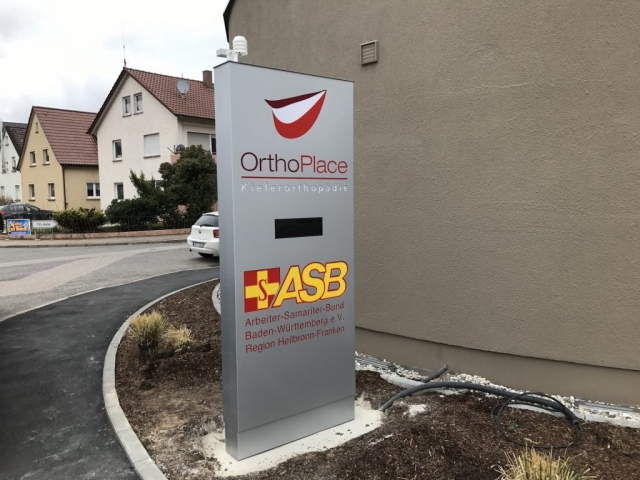 OrthoPlace
Kieferorthopädie
S
ASB
Arbeiter-Samariter-Bund
Baden-Württemberg e.V.
Region Heilbronn-Franken